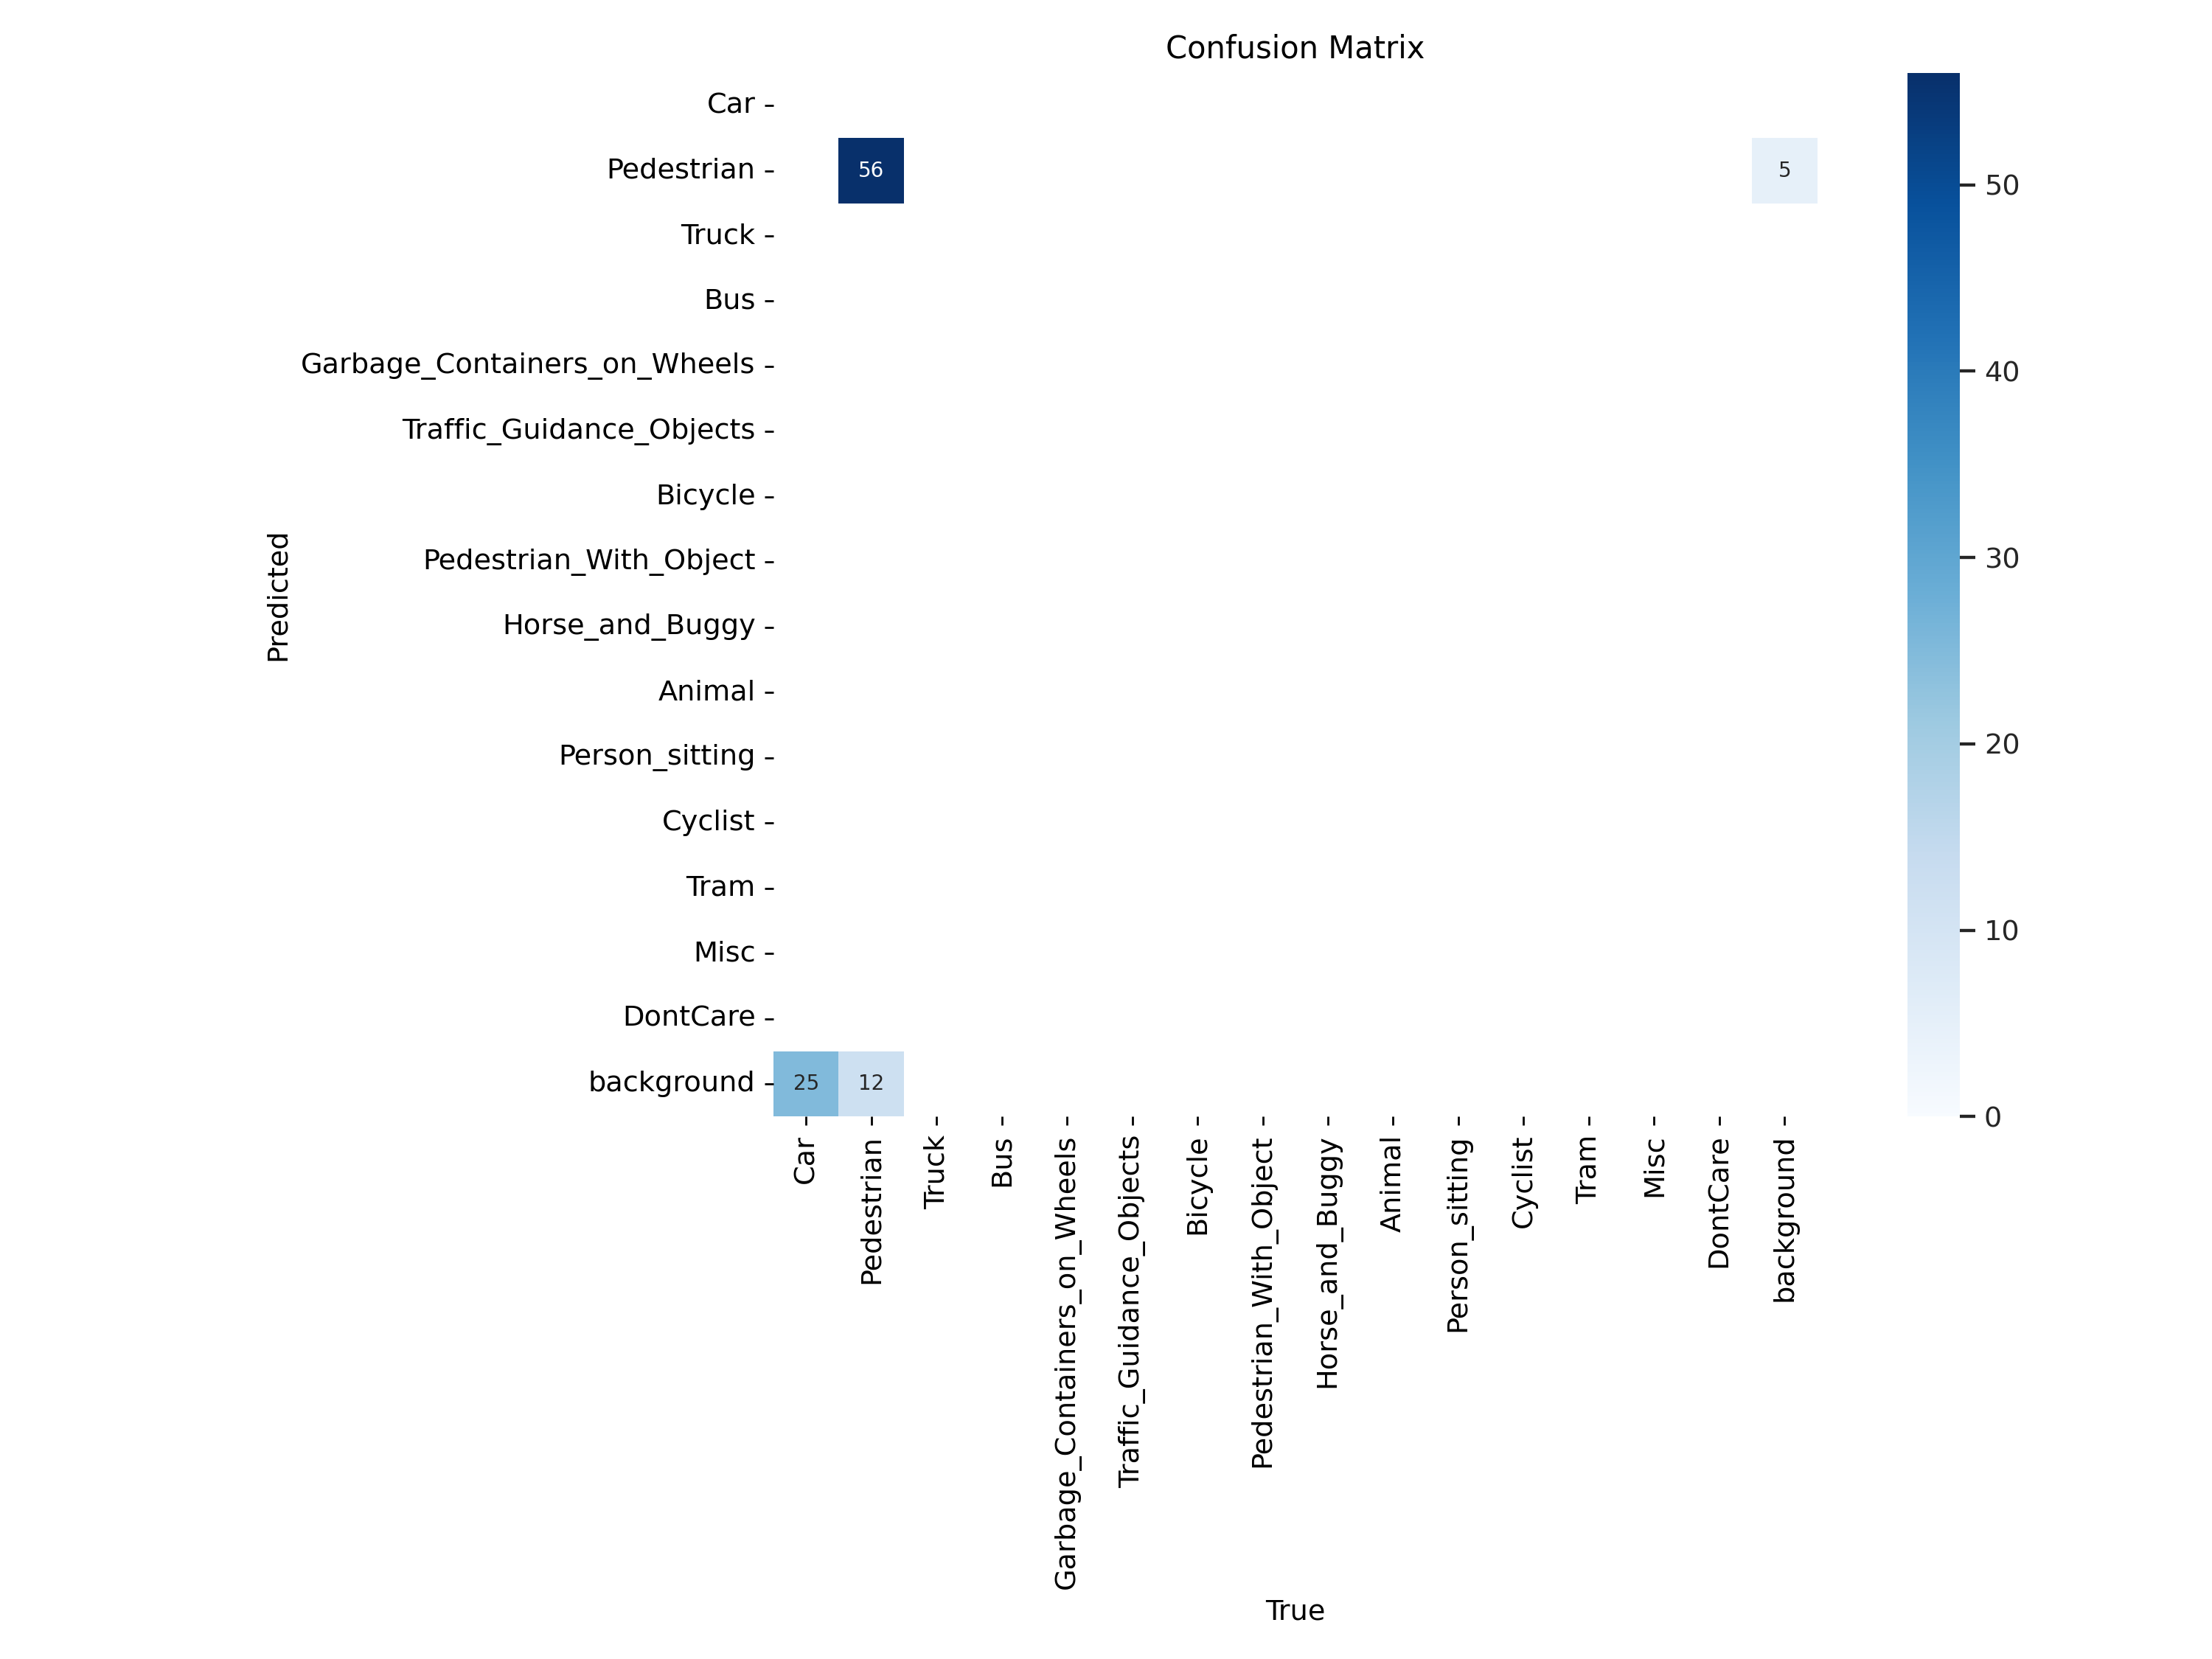 Confusion Matrix
Car
Pedestrian
56
5
50
Truck
Bus
40
Garbage_Containers_on_Wheels
Traffic_Guidance_Objects
Bicycle
30
Pedestrian_With_Object
Predicted
Horse_and_Buggy
Animal
20
Person_sitting
Cyclist
Tram
10
Misc
DontCare
background
25
12
0
Car
Pedestrian
Truck
Bus
Garbage_Containers_on_Wheels
Traffic_Guidance_Objects
Bicycle
Pedestrian_With_Object
Horse_and_Buggy
Animal
Person_sitting
Cyclist
Tram
Misc
DontCare
background
True